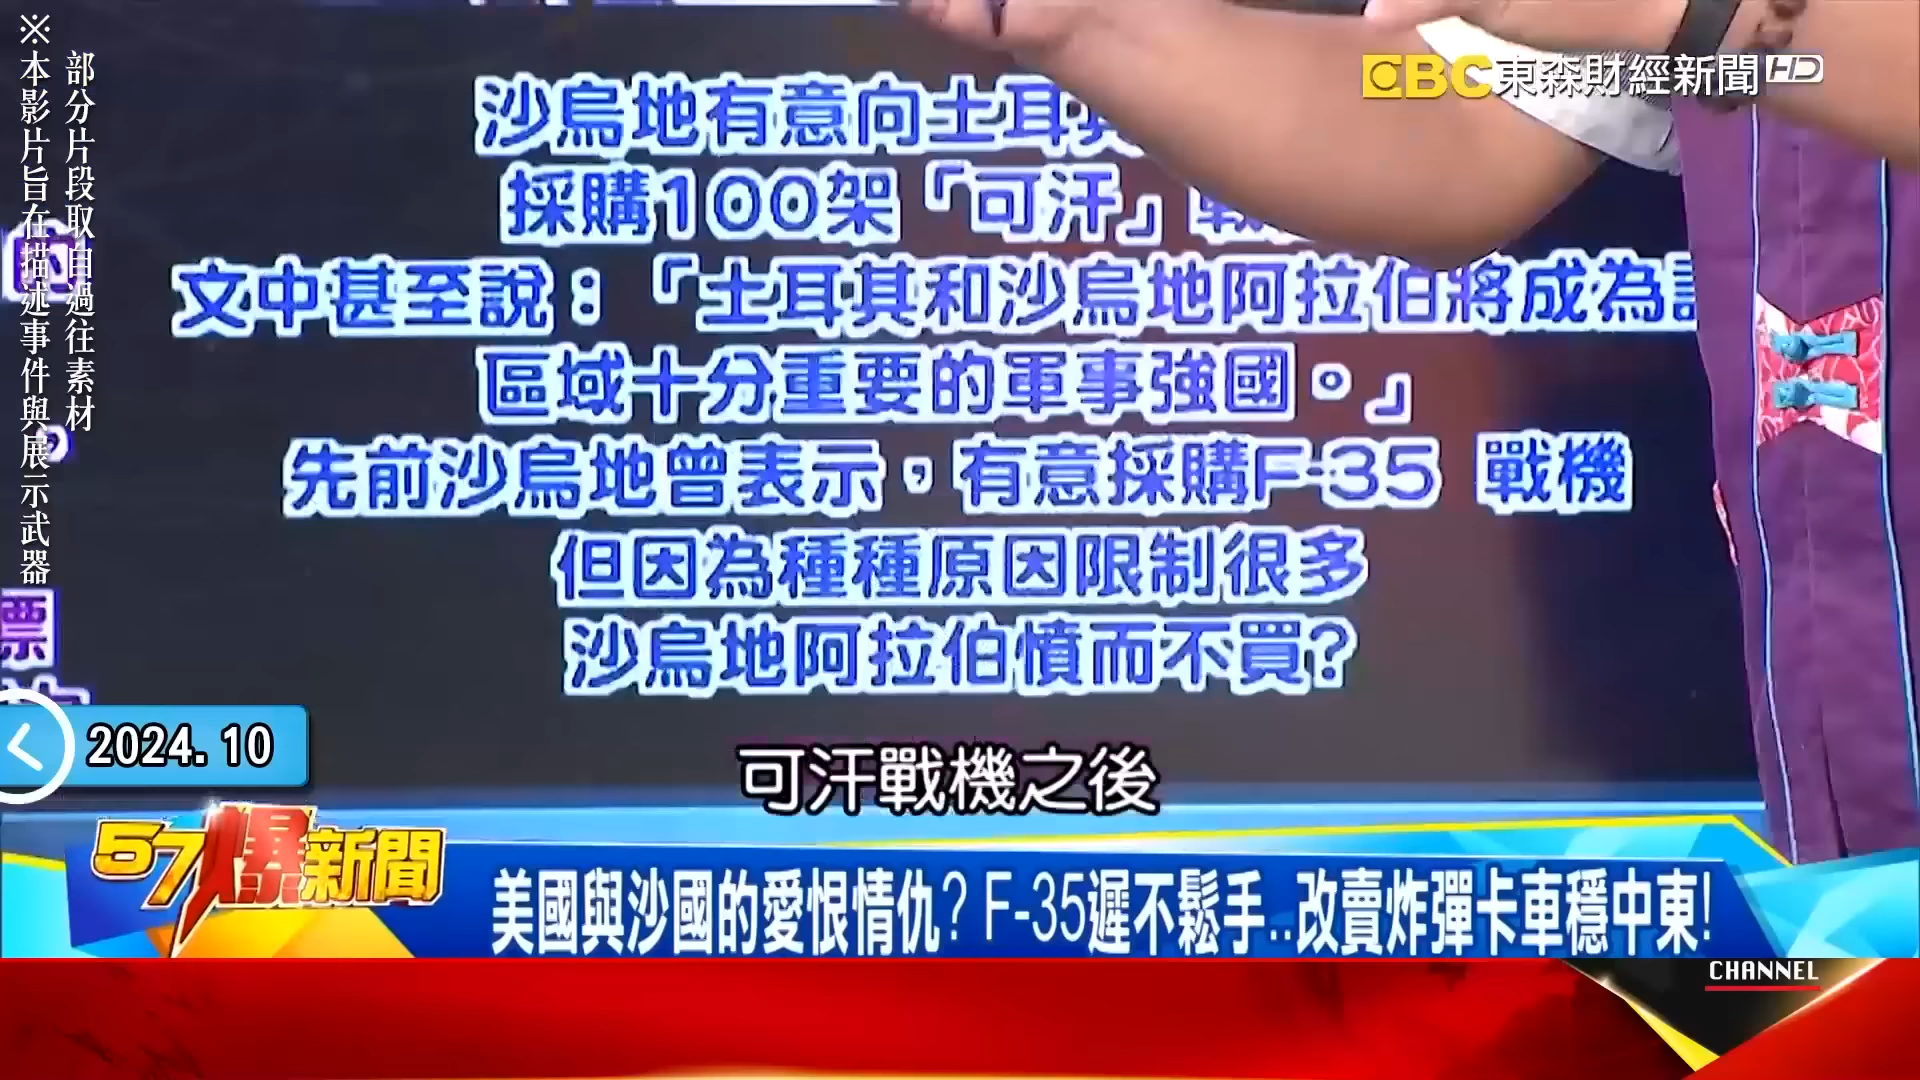 ※本影片旨在描述事件與展示武器
部分片段取自過往素材
EBC東森財經新聞HD
沙烏地有意向土耳其
採購100架「可汗」戰
文中甚至說：「土耳其和沙烏地阿拉伯將成為該
區域十分重要的軍事強國。」
先前沙烏地曾表示，有意採購F-35 戰機
但因為種種原因限制很多
沙烏地阿拉伯憤而不買?
票
2024.10
可汗戰機之後
57爆新聞
美國與沙國的愛恨情仇? F-35遲不鬆手..改賣炸彈卡車穩中東!
CHANNEL